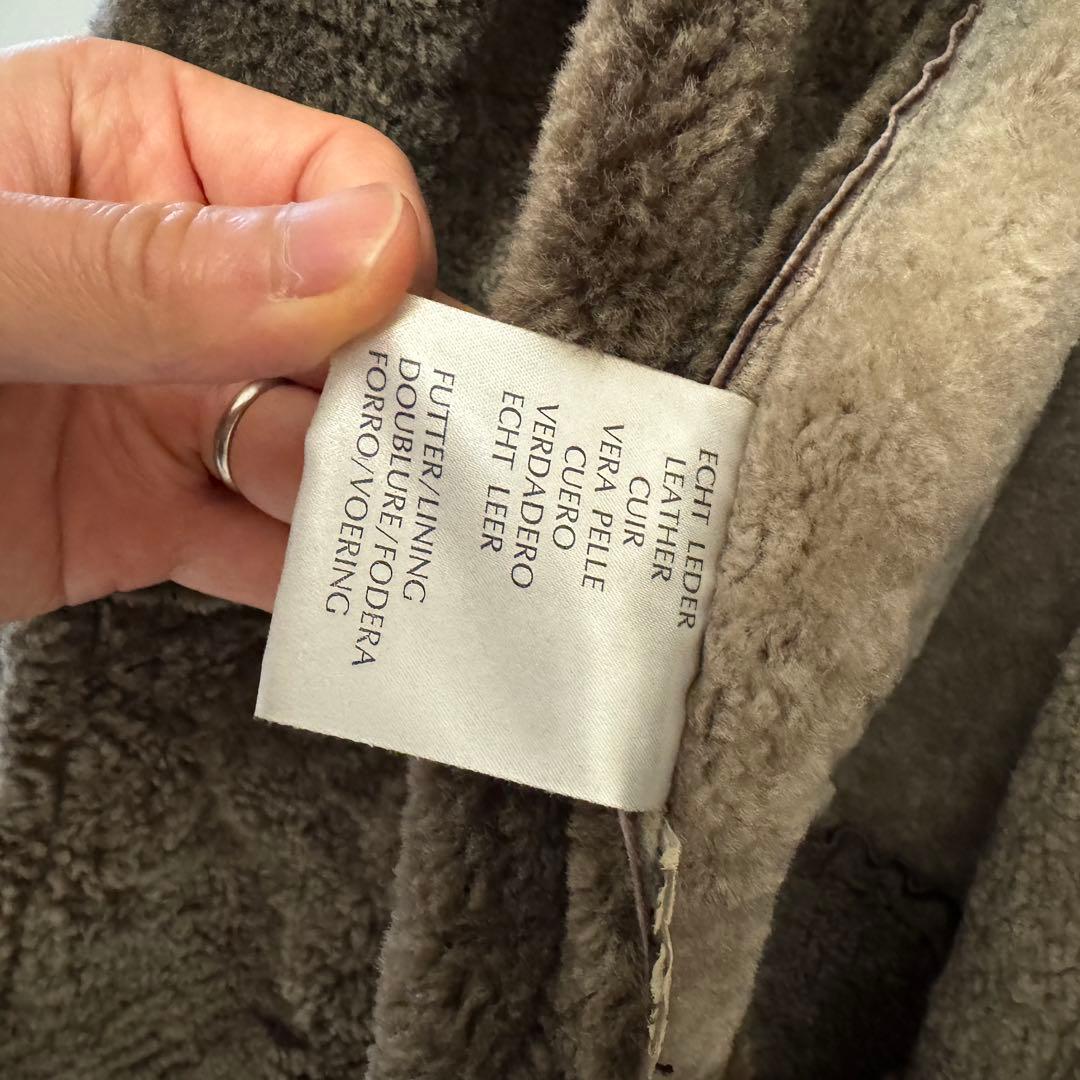 ECHT LEDER
LEATHER
CUIR
VERA PELLE
CUERO
VERDADERO
ECHT LEER
FUTTER/LINING
DOUBLURE/FODERA
FORRO/VOERING